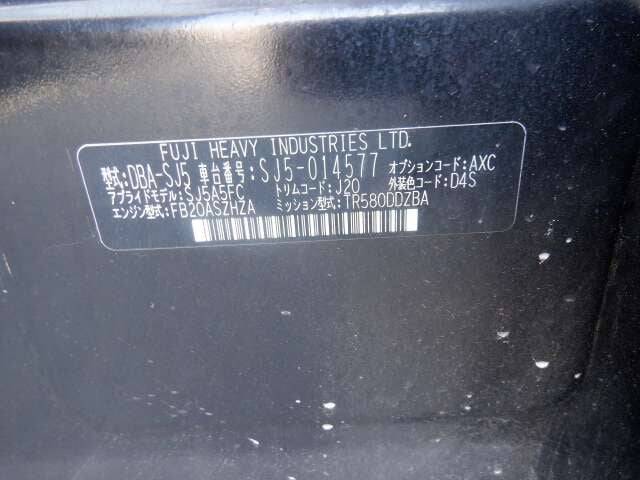 FUJI HEAVY INDUSTRIES LTD.
型式:DBA-SJ5 車台番号:SJ5-014577 オプションコード:AXC
アプライドモデル:SJ5A5FC トリムコード:J20 外装色コード:D4S
エンジン型式:FB20ASZHZA ミッション型式:TR580DDZBA